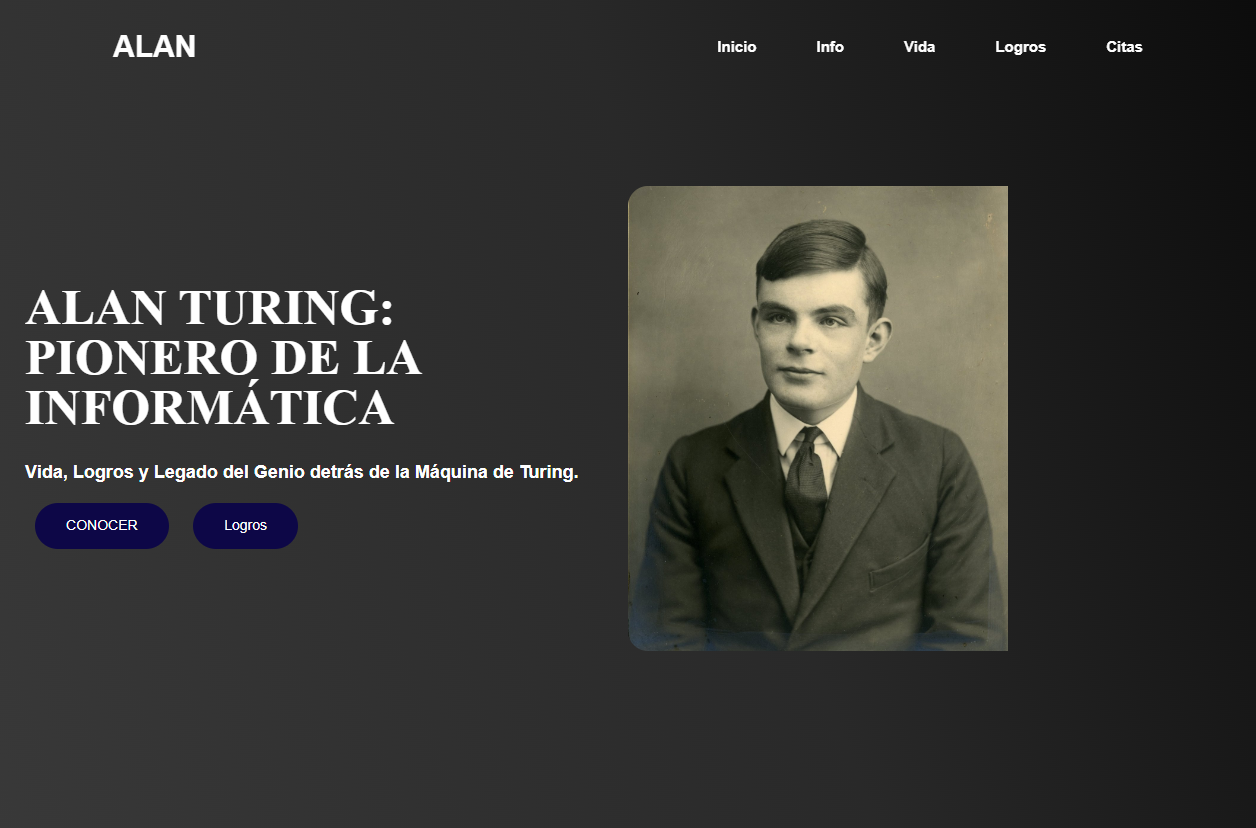 ALAN
Inicio Info Vida Logros Citas
ALAN TURING:
PIONERO DE LA
INFORMÁTICA
Vida, Logros y Legado del Genio detrás de la Máquina de Turing.
CONOCER Logros